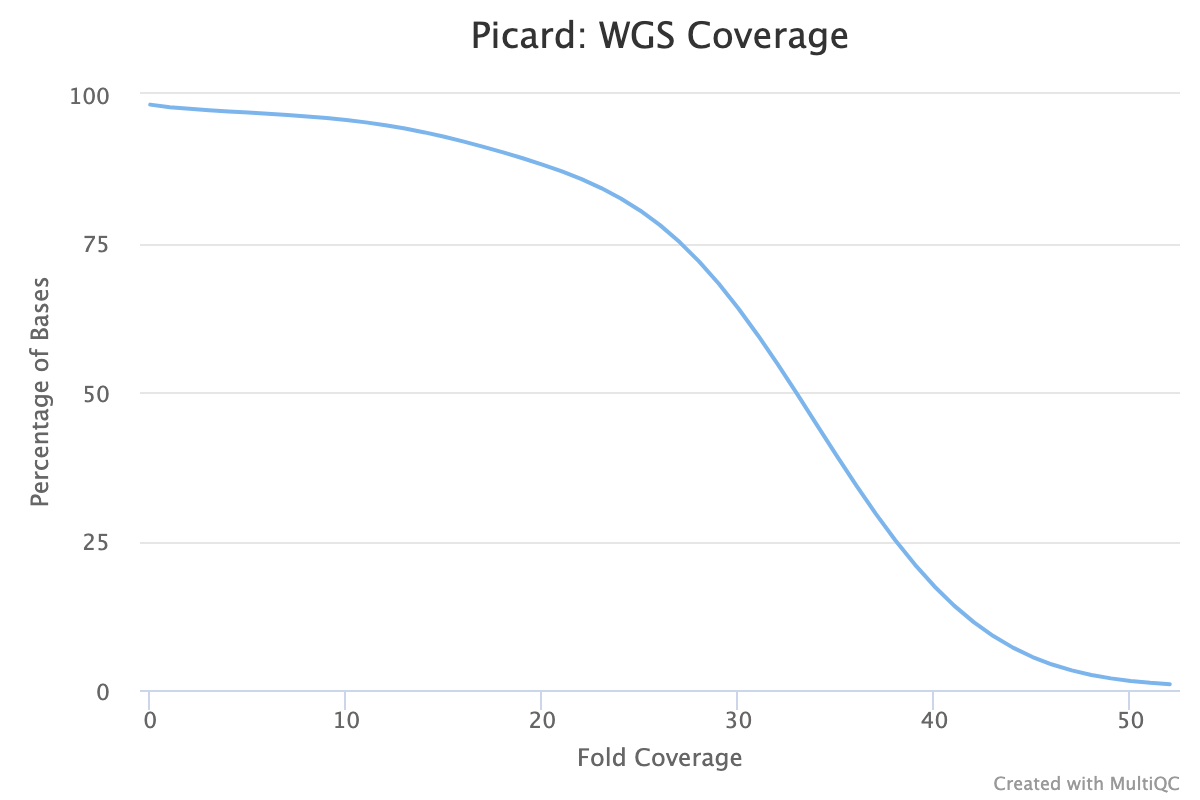 Picard: WGS Coverage
100
75
50
25
0
Percentage of Bases
0 10 20 30 40 50
Fold Coverage
Created with MultiQC